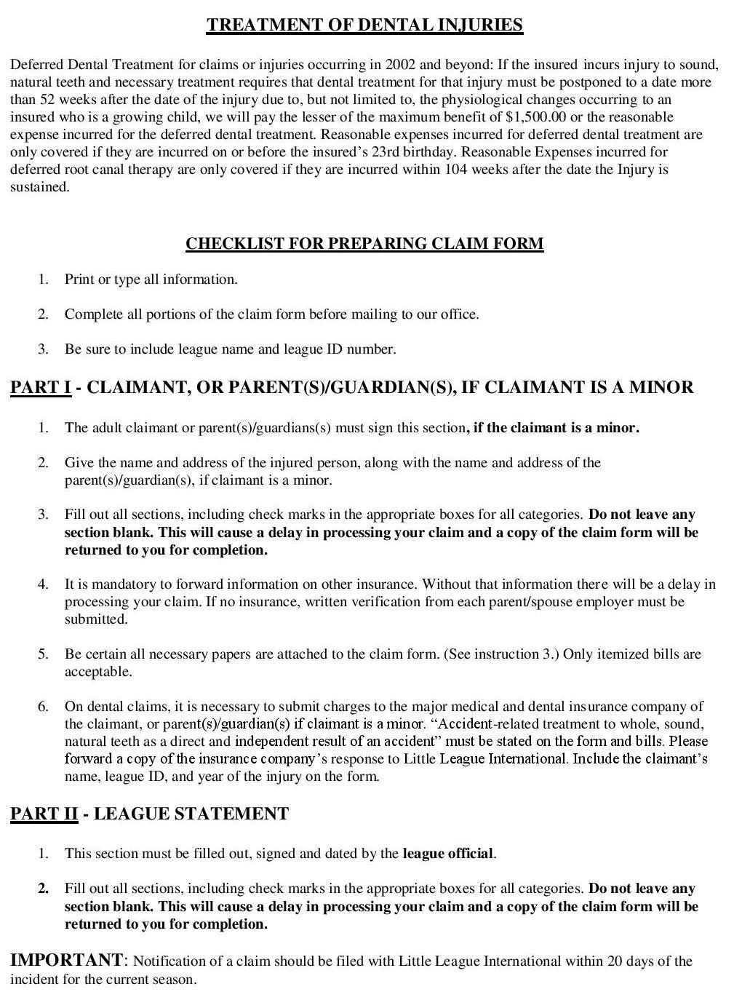 TREATMENT OF DENTAL INJURIES
Deferred Dental Treatment for claims or injuries occurring in 2002 and beyond: If the insured incurs injury to sound,
natural teeth and necessary treatment requires that dental treatment for that injury must be postponed to a date more
than 52 weeks after the date of the injury due to, but not limited to, the physiological changes occurring to an
insured who is a growing child, we will pay the lesser of the maximum benefit of $1,500.00 or the reasonable
expense incurred for the deferred dental treatment. Reasonable expenses incurred for deferred dental treatment are
only covered if they are incurred on or before the insured's 23rd birthday. Reasonable Expenses incurred for
deferred root canal therapy are only covered if they are incurred within 104 weeks after the date the Injury is
sustained.
CHECKLIST FOR PREPARING CLAIM FORM
1. Print or type all information.
2. Complete all portions of the claim form before mailing to our office.
3. Be sure to include league name and league ID number.
PART I - CLAIMANT, OR PARENT(S)/GUARDIAN(S), IF CLAIMANT IS A MINOR
1. The adult claimant or parent(s)/guardians(s) must sign this section, if the claimant is a minor.
2. Give the name and address of the injured person, along with the name and address of the
parent(s)/guardian(s), if claimant is a minor.
3. Fill out all sections, including check marks in the appropriate boxes for all categories. Do not leave any
section blank. This will cause a delay in processing your claim and a copy of the claim form will be
returned to you for completion.
4. It is mandatory to forward information on other insurance. Without that information there will be a delay in
processing your claim. If no insurance, written verification from each parent/spouse employer must be
submitted.
5. Be certain all necessary papers are attached to the claim form. (See instruction 3.) Only itemized bills are
acceptable.
6. On dental claims, it is necessary to submit charges to the major medical and dental insurance company of
the claimant, or parent(s)/guardian(s) if claimant is a minor. “Accident-related treatment to whole, sound,
natural teeth as a direct and independent result of an accident” must be stated on the form and bills. Please
forward a copy of the insurance company's response to Little League International. Include the claimant's
name, league ID, and year of the injury on the form.
PART II - LEAGUE STATEMENT
1. This section must be filled out, signed and dated by the league official.
2. Fill out all sections, including check marks in the appropriate boxes for all categories. Do not leave any
section blank. This will cause a delay in processing your claim and a copy of the claim form will be
returned to you for completion.
IMPORTANT: Notification of a claim should be filed with Little League International within 20 days of the
incident for the current season.